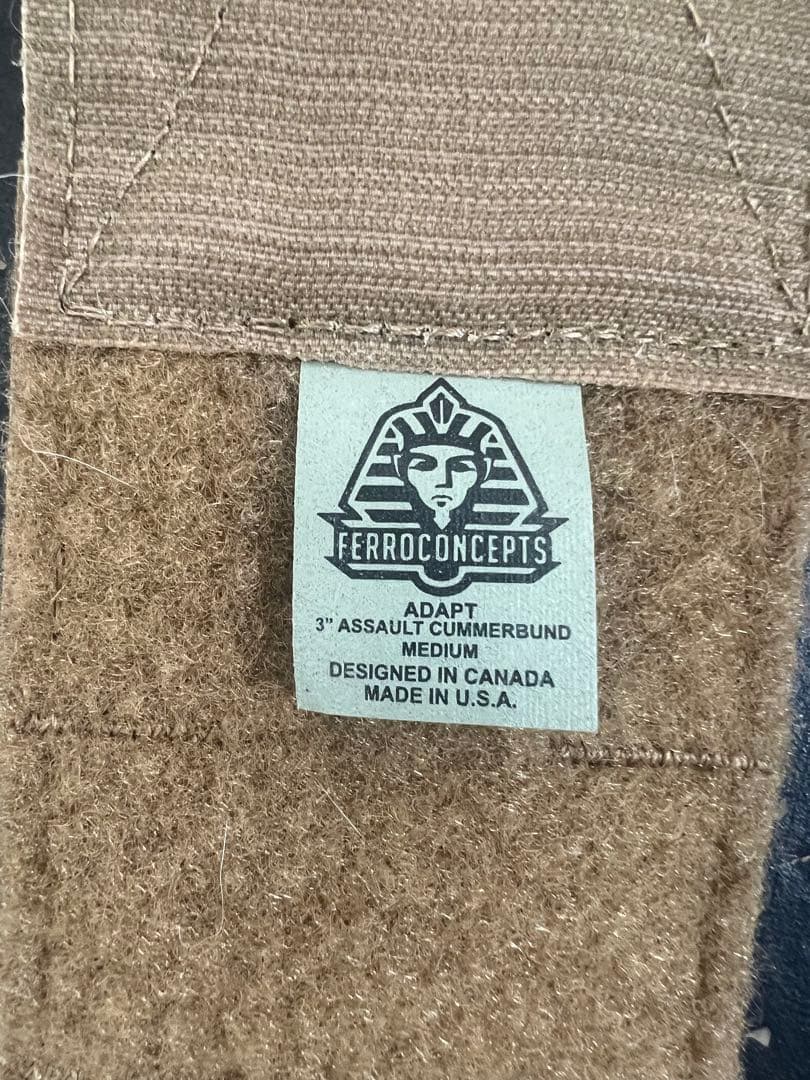 FERROCONCEPTS
ADAPT
3" ASSAULT CUMMERBUND
MEDIUM
DESIGNED IN CANADA
MADE IN U.S.A.